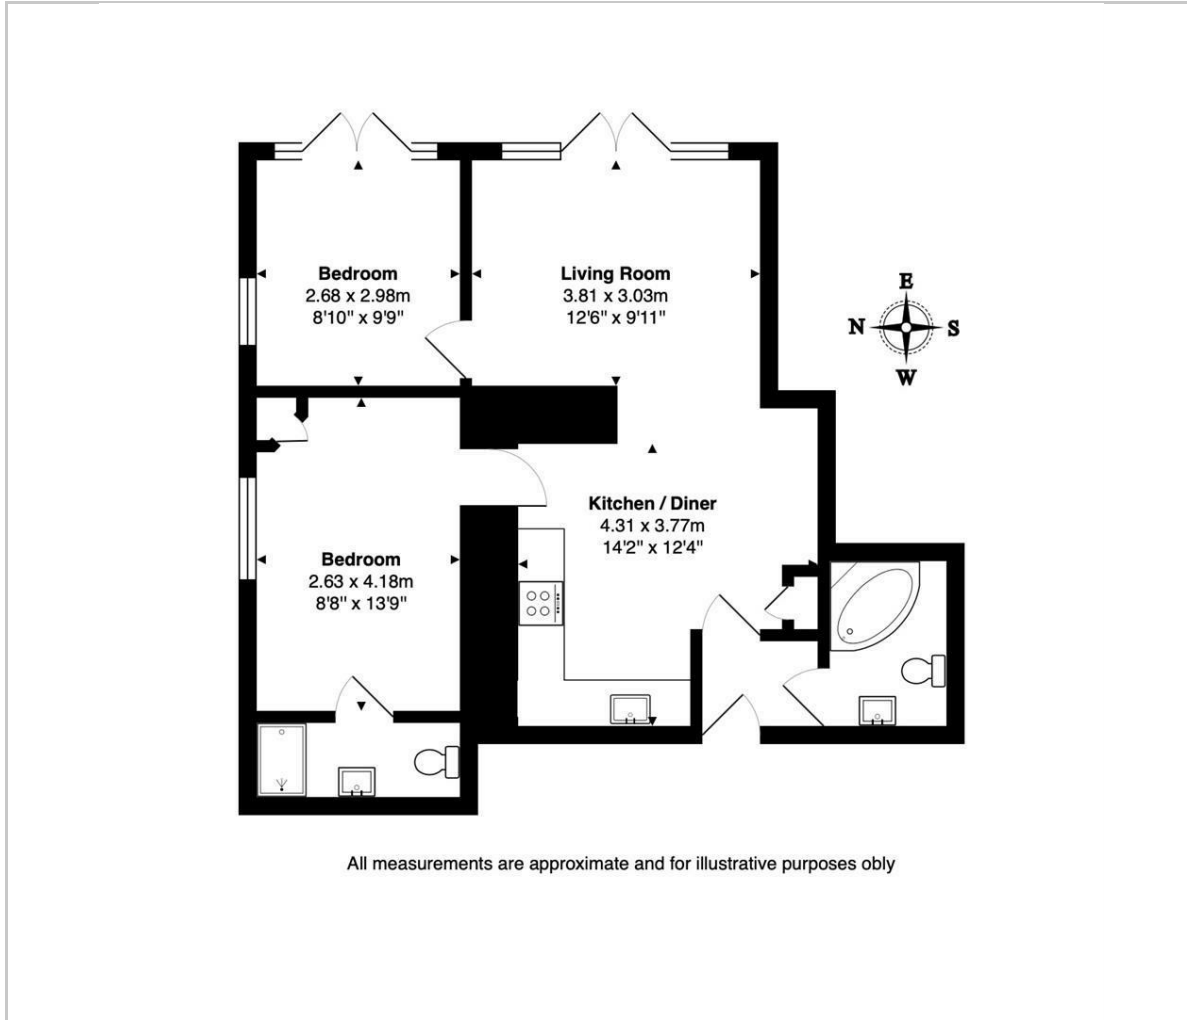 Bedroom
2.68 x 2.98m
8'10" x 9'9"
Living Room
3.81 x 3.03m
12'6" x 9'11"
E
N
S
W
Kitchen / Diner
4.31 x 3.77m
14'2" x 12'4"
Bedroom
2.63 x 4.18m
8'8" x 13'9"
All measurements are approximate and for illustrative purposes obly